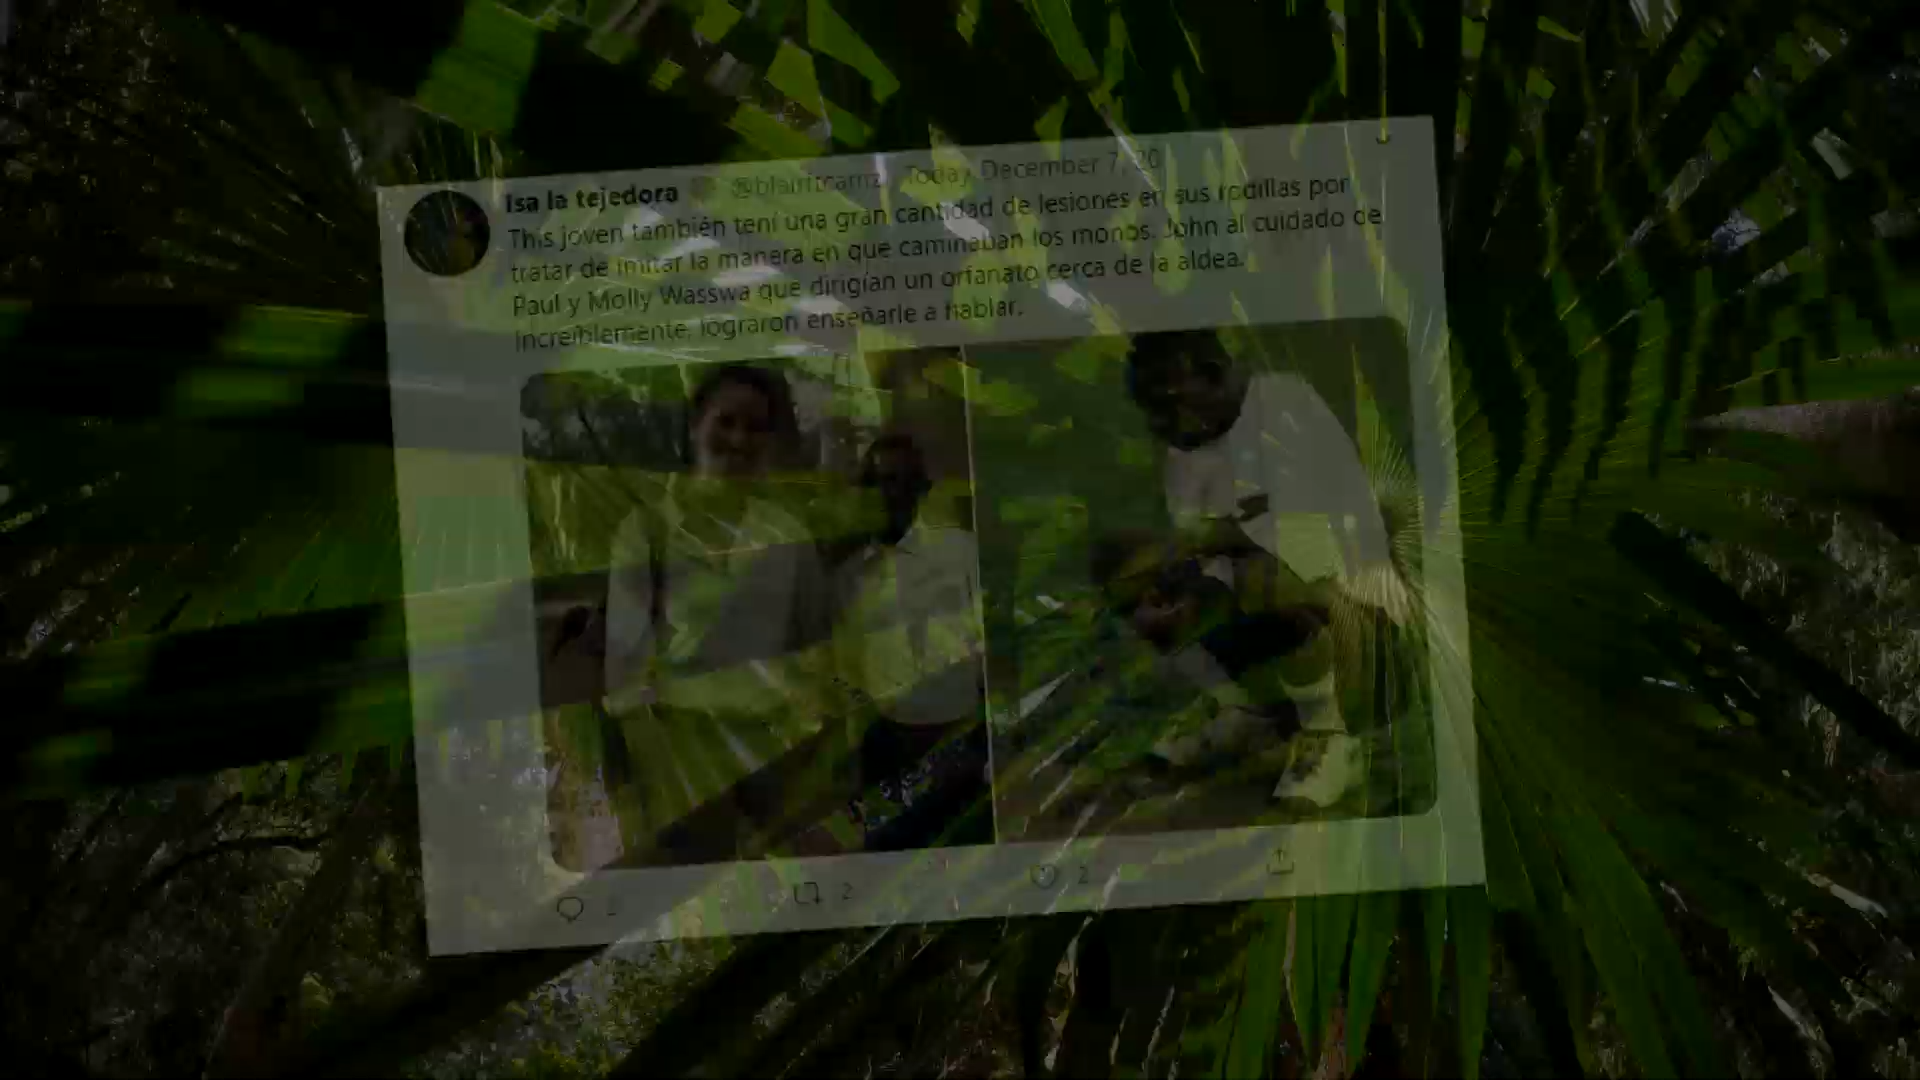 Isa la tejedora Today, December 7, 20
This joven también tení una gran cantidad de lesiones en sus rodillas por
tratar de imitar la manera en que caminaban los monos. John al cuidado de
Paul y Molly Wasswa que dirigían un orfanato cerca de la aldea.
Increíblemente, lograron enseñarle a hablar.
2 2